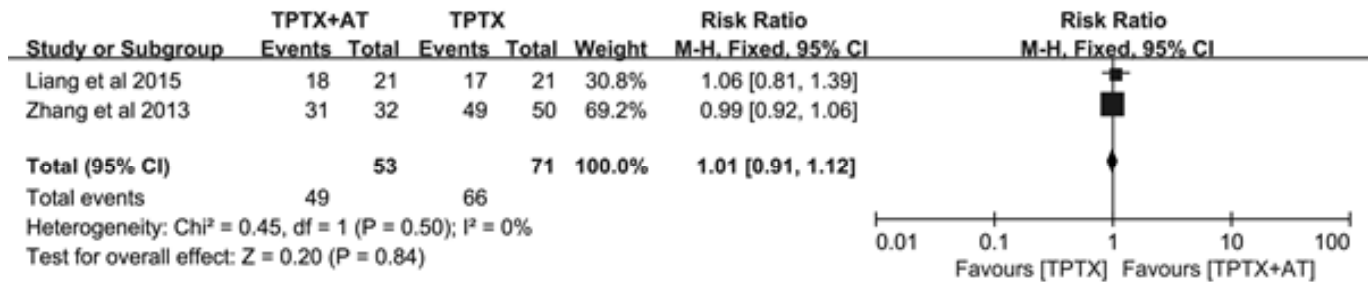 TPTX+AT TPTX Risk Ratio Risk Ratio
Study or Subgroup Events Total Events Total Weight M-H, Fixed, 95% CI M-H, Fixed, 95% CI
Liang et al 2015 18 21 17 21 30.8% 1.06 [0.81, 1.39]
Zhang et al 2013 31 32 49 50 69.2% 0.99 [0.92, 1.06]
Total (95% CI) 53 71 100.0% 1.01 [0.91, 1.12]
Total events 49 66
Heterogeneity: Chi² = 0.45, df = 1 (P = 0.50); I² = 0%
Test for overall effect: Z = 0.20 (P = 0.84)
0.01 0.1 1 10 100
Favours [TPTX] Favours [TPTX+AT]